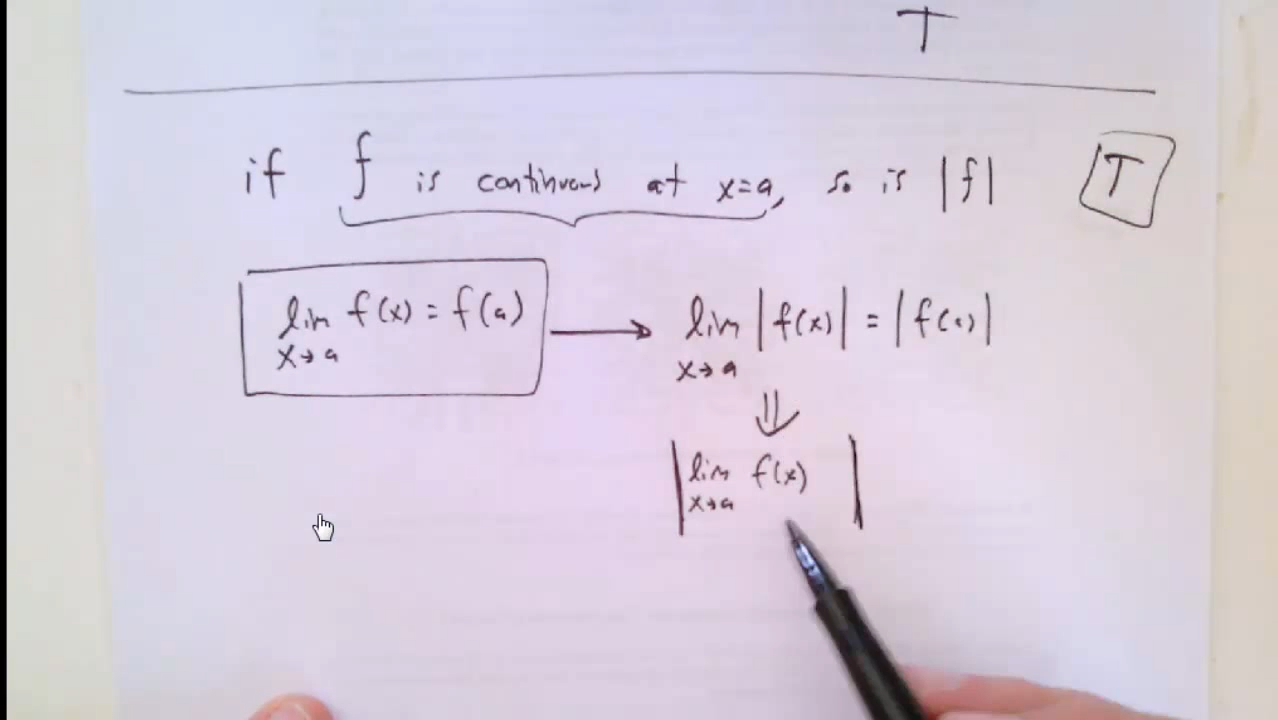 T
if f is continuous at x=a, so is |f| T
lim f(x) = f(a) → lim |f(x)| = |f(a)|
x→a x→a
⇓
|lim f(x)|
x→a